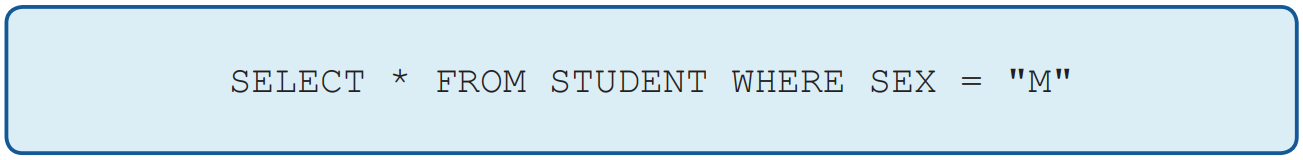 SELECT * FROM STUDENT WHERE SEX = "M"